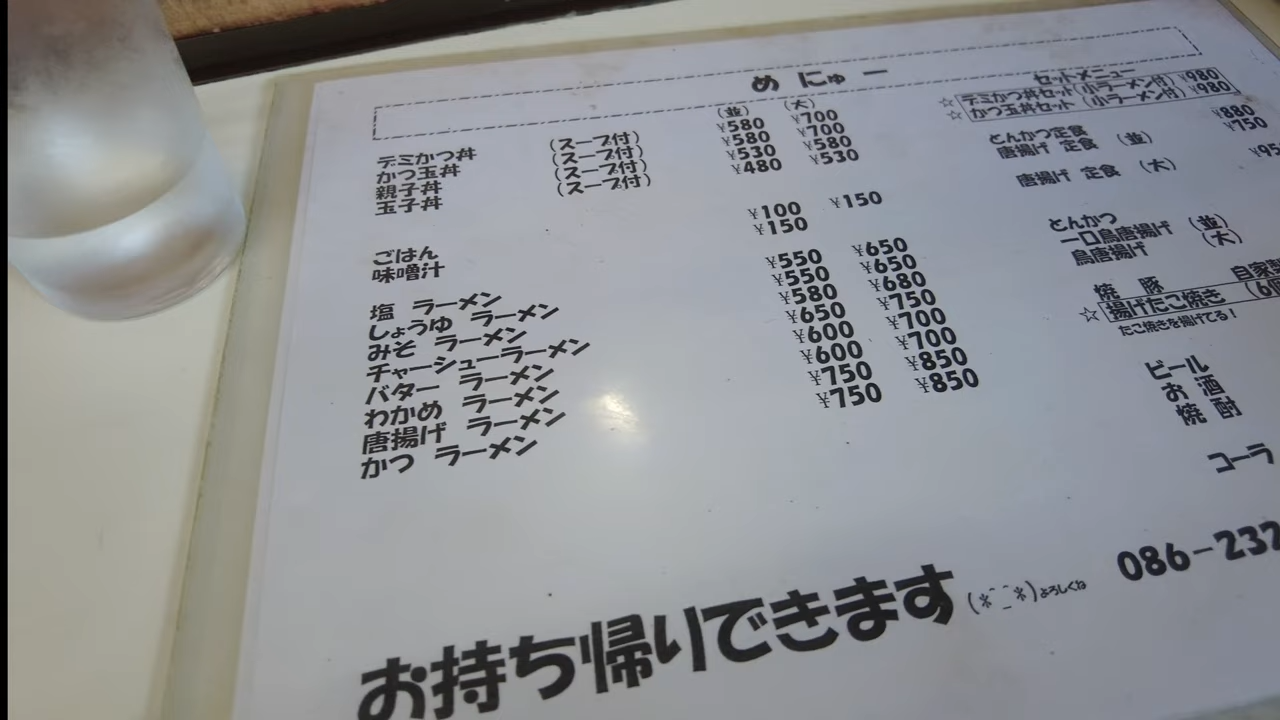 めにゅー
(並) (大)
デミかつ丼 (スープ付) ¥580 ¥700
かつ玉丼 (スープ付) ¥580 ¥700
親子丼 (スープ付) ¥530 ¥580
玉子丼 (スープ付) ¥480 ¥530
ごはん ¥100 ¥150
味噌汁 ¥150
塩 ラーメン ¥550 ¥650
しょうゆ ラーメン ¥550 ¥650
みそ ラーメン ¥580 ¥680
チャーシューラーメン ¥650 ¥750
バター ラーメン ¥600 ¥700
わかめ ラーメン ¥600 ¥700
唐揚げ ラーメン ¥750 ¥850
かつ ラーメン ¥750 ¥850
セットメニュー
☆ デミかつ丼セット (小ラーメン付) ¥980
☆ かつ玉丼セット (小ラーメン付) ¥980
とんかつ定食 ¥880
唐揚げ 定食 (並) ¥750
唐揚げ 定食 (大) ¥95
とんかつ
一口鳥唐揚げ (並)
鳥唐揚げ (大)
焼 豚 自家製
☆ 揚げたこ焼き (6個
たこ焼きを揚げてる!
ビール
お 酒
焼 酎
コーラ
お持ち帰りできます (*^_^*)よろしくね 086-232